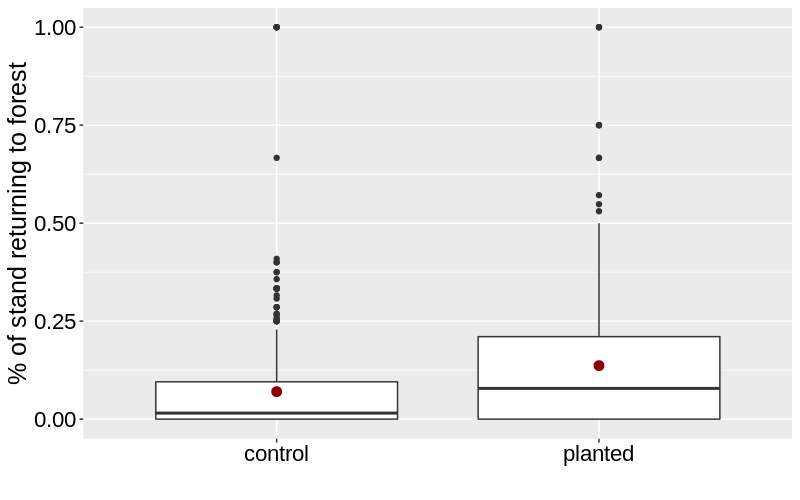 % of stand returning to forest
1.00
0.75
0.50
0.25
0.00
control planted